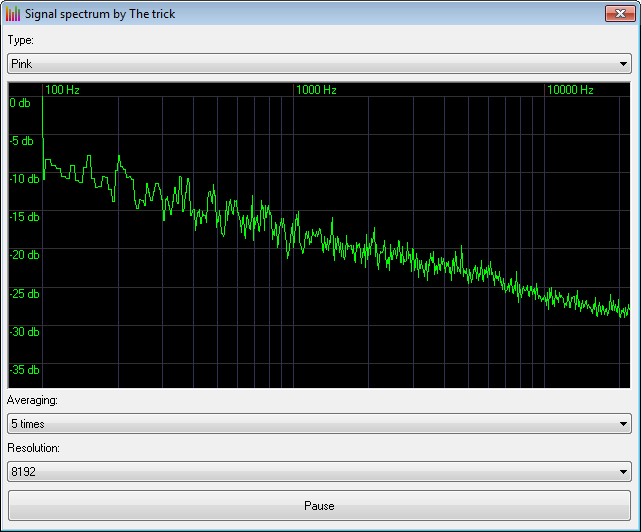 Signal spectrum by The trick
Type:
Pink
100 Hz 1000 Hz 10000 Hz
0 db
-5 db
-10 db
-15 db
-20 db
-25 db
-30 db
-35 db
Averaging:
5 times
Resolution:
8192
Pause